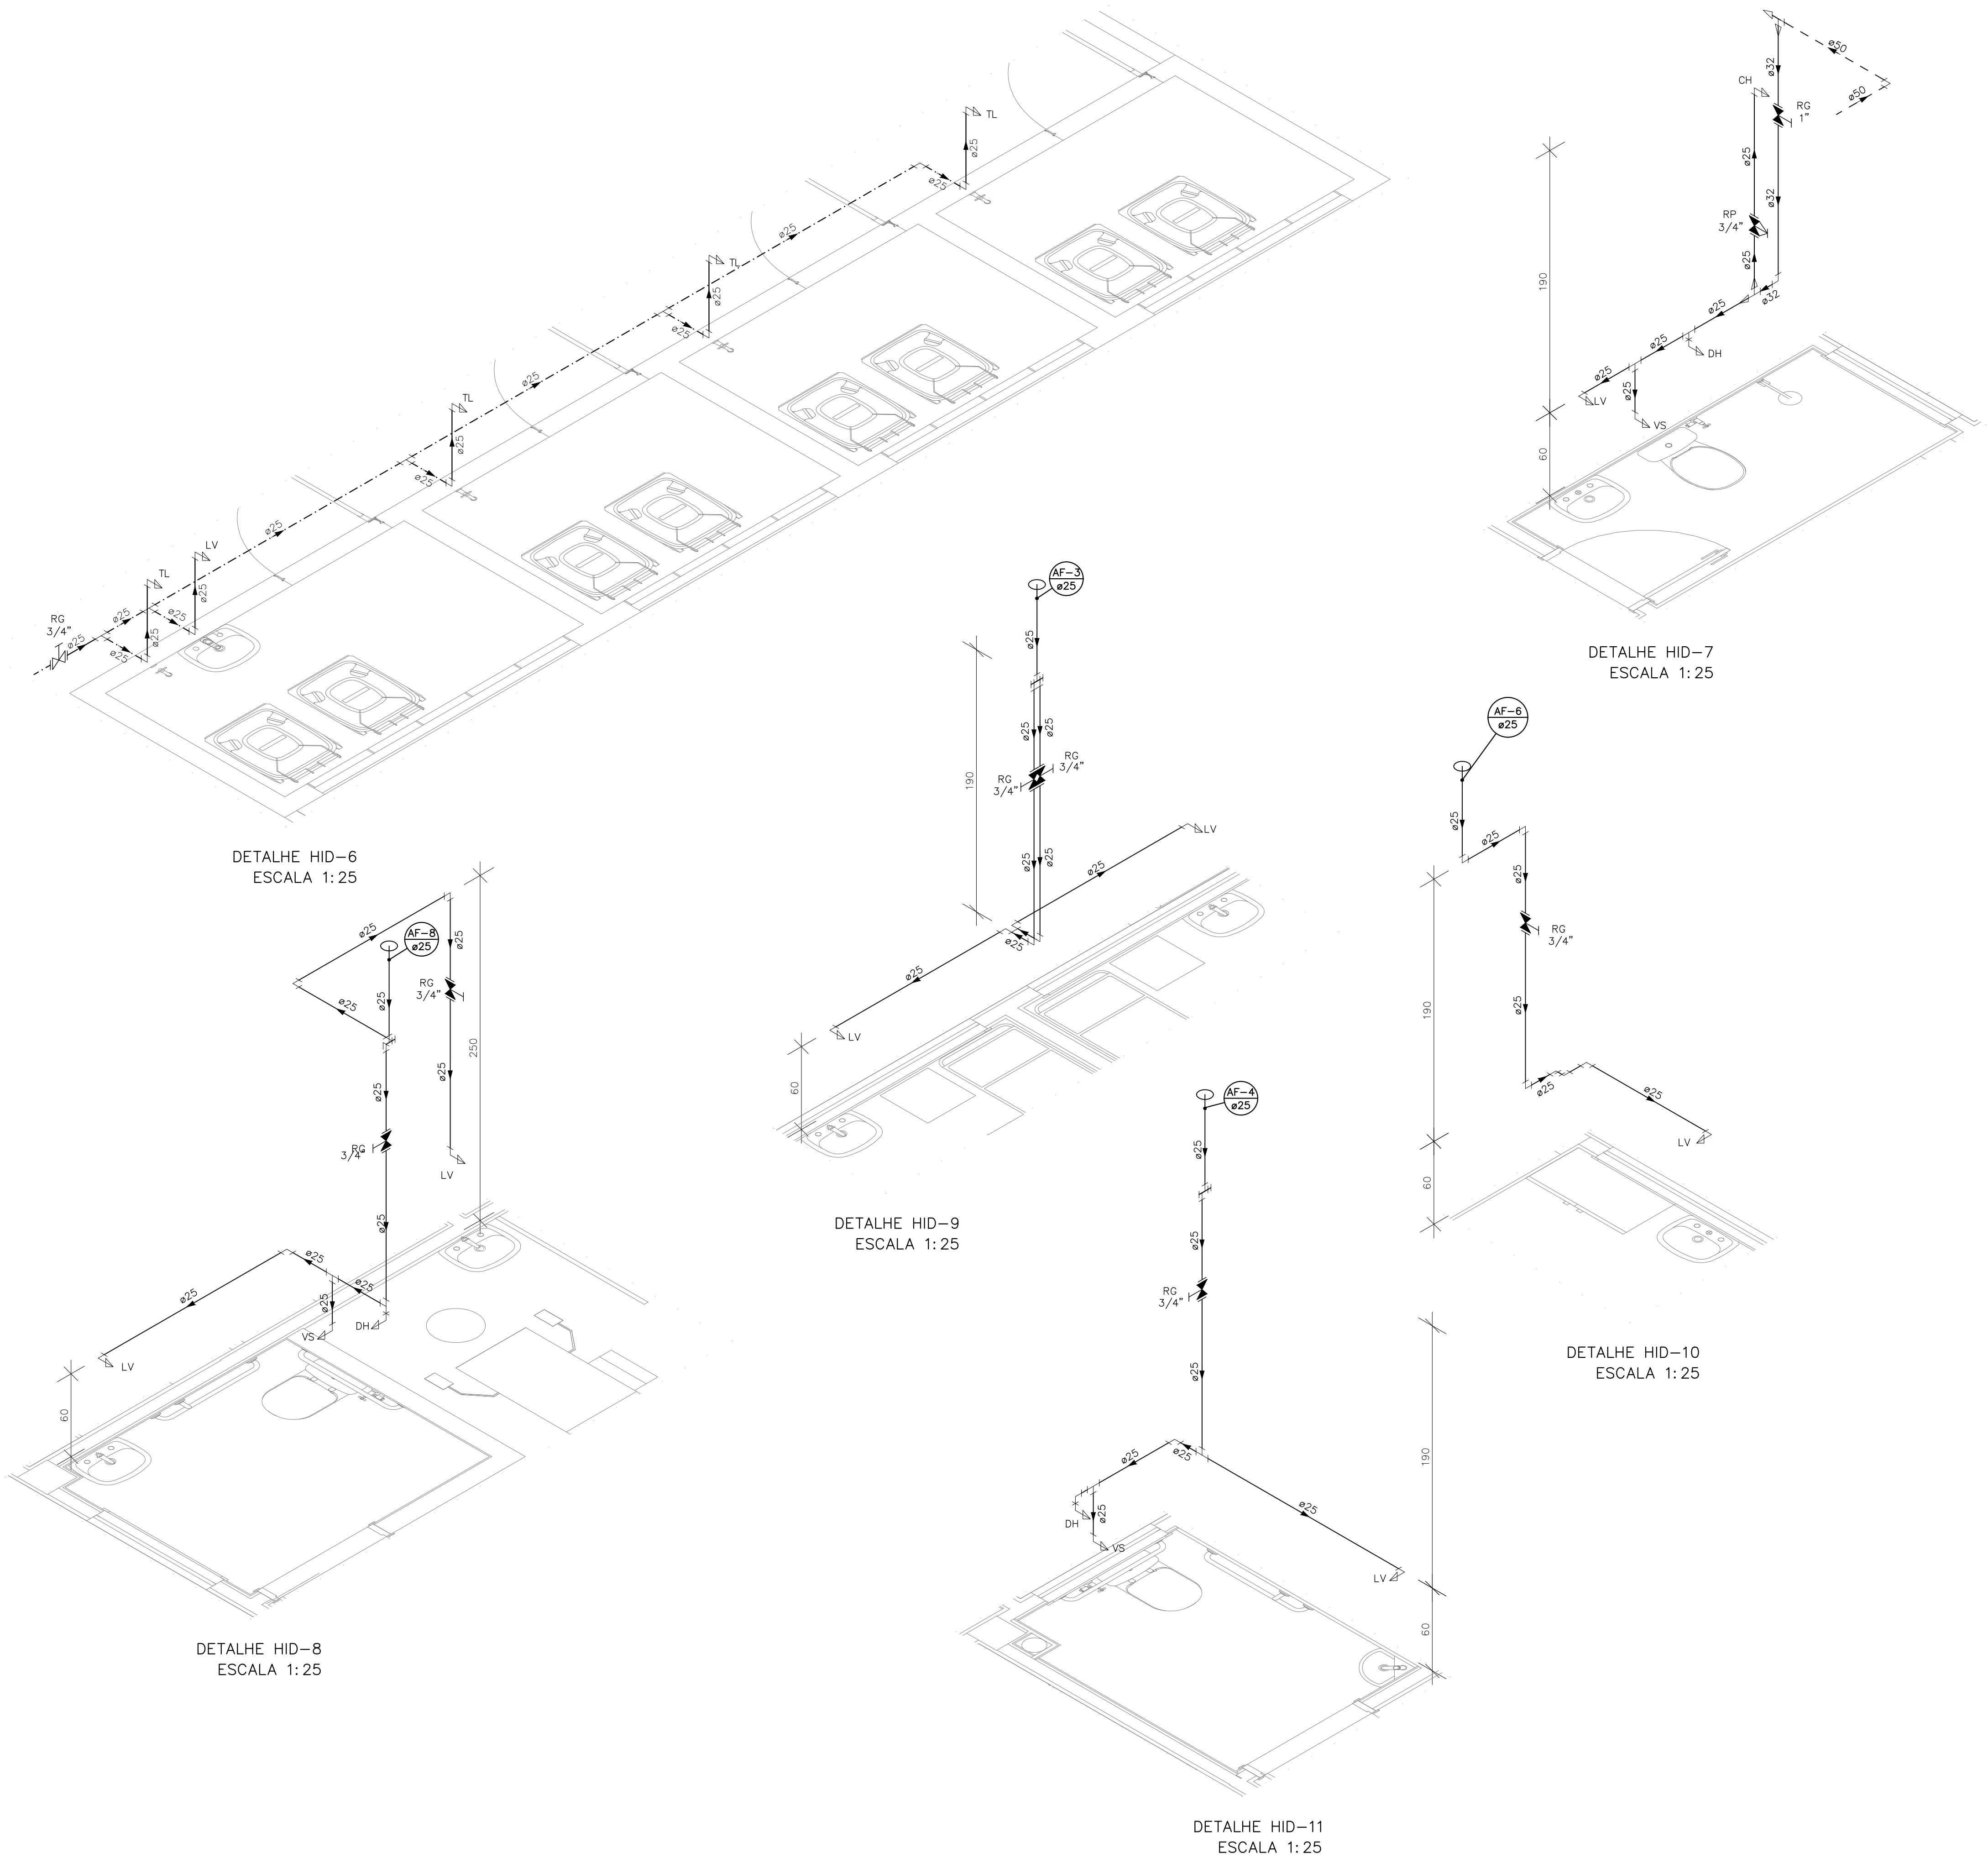 TL
ø25
ø25
ø25
TL
ø25
ø25
ø25
TL
ø25
ø25
ø25
LV
TL
ø25
ø25
ø25
ø25
ø25
ø25
RG
3/4"
DETALHE HID-6
ESCALA 1:25
ø50
ø50
ø32
CH
RG
1"
ø25
ø32
RP
3/4"
ø25
ø32
190
ø25
ø25
DH
ø25
ø25
LV
VS
60
DETALHE HID-7
ESCALA 1:25
AF-3
ø25
ø25
ø25
ø25
RG
3/4"
RG
3/4"
190
ø25
ø25
LV
ø25
ø25
ø25
LV
60
DETALHE HID-9
ESCALA 1:25
AF-6
ø25
ø25
ø25
ø25
RG
3/4"
190
ø25
ø25
ø25
LV
60
DETALHE HID-10
ESCALA 1:25
AF-8
ø25
ø25
ø25
ø25
ø25
RG
3/4"
250
ø25
ø25
RG
3/4"
LV
ø25
ø25
ø25
ø25
ø25
VS
DH
LV
60
DETALHE HID-8
ESCALA 1:25
AF-4
ø25
ø25
ø25
RG
3/4"
ø25
190
ø25
ø25
ø25
DH
ø25
VS
LV
60
DETALHE HID-11
ESCALA 1:25